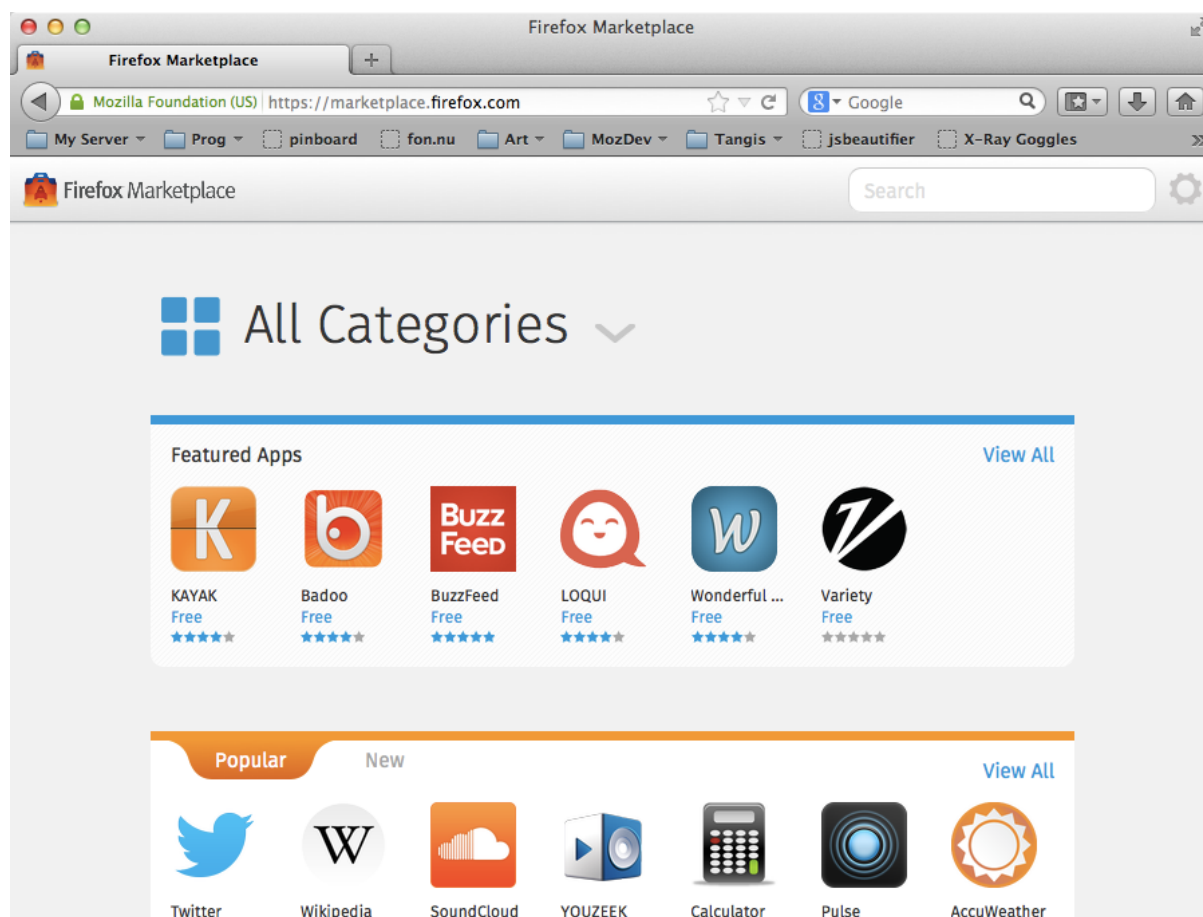 Firefox Marketplace
Firefox Marketplace
Mozilla Foundation (US) https://marketplace.firefox.com Google
My Server Prog pinboard fon.nu Art MozDev Tangis jsbeautifier X-Ray Goggles
Firefox Marketplace Search
All Categories
Featured Apps View All
K b Buzz Feed W V
KAYAK Badoo BuzzFeed LOQUI Wonderful ... Variety
Free Free Free Free Free Free
Popular New View All
W
Twitter Wikipedia SoundCloud YOUZEEK Calculator Pulse AccuWeather